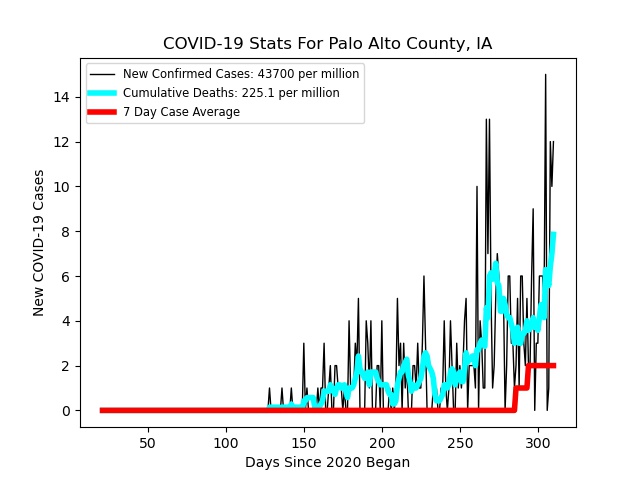 COVID-19 Stats For Palo Alto County, IA
New Confirmed Cases: 43700 per million
Cumulative Deaths: 225.1 per million
7 Day Case Average
New COVID-19 Cases
14
12
10
8
6
4
2
0
50 100 150 200 250 300
Days Since 2020 Began